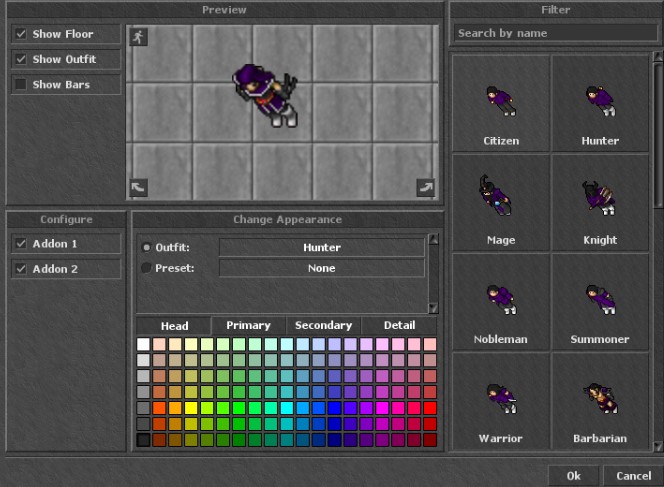 Preview
Show Floor
Show Outfit
Show Bars
Filter
Search by name
Citizen
Hunter
Mage
Knight
Nobleman
Summoner
Warrior
Barbarian
Configure
Addon 1
Addon 2
Change Appearance
Outfit:
Hunter
Preset:
None
Head
Primary
Secondary
Detail
Ok
Cancel